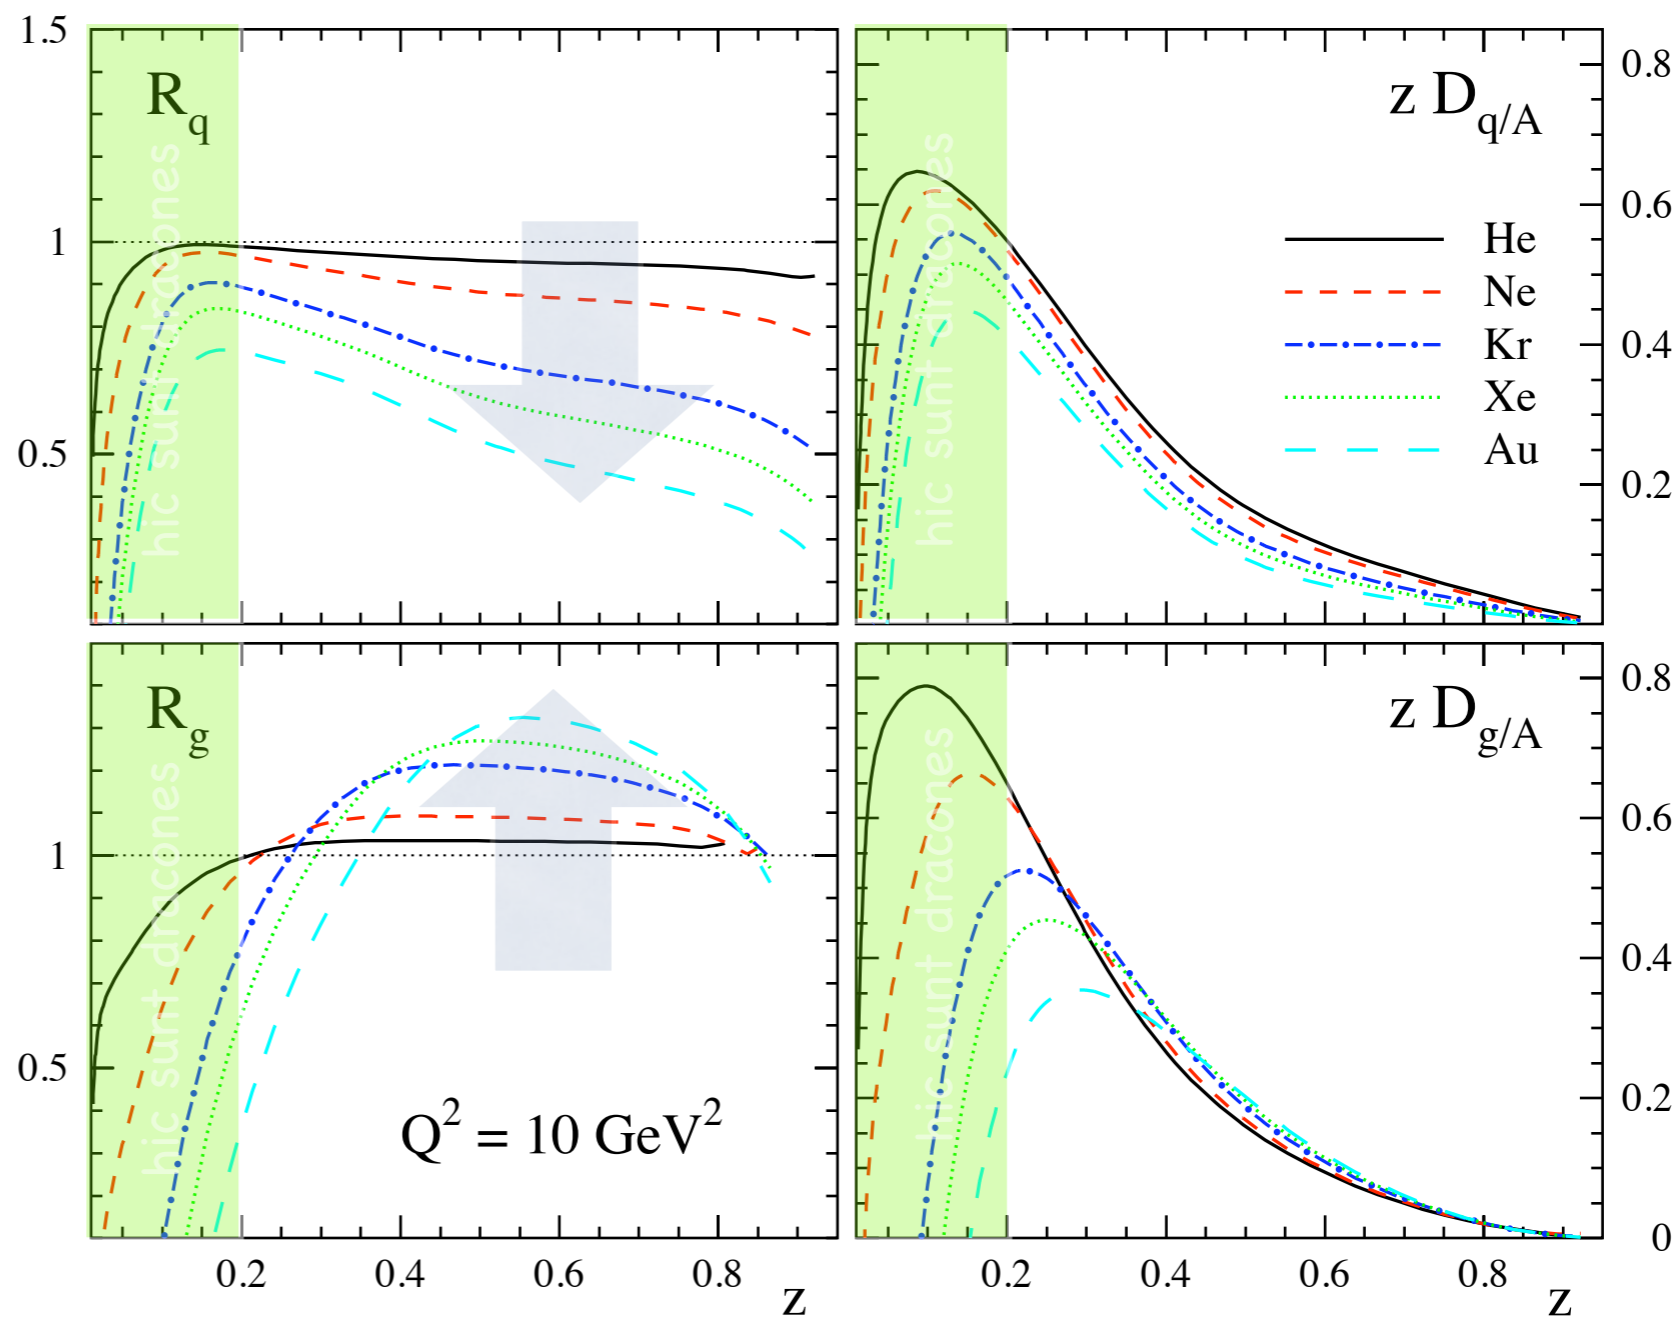 1.5
1
0.5
R_q
hic sunt dracones
z D_q/A
hic sunt dracones
He
Ne
Kr
Xe
Au
0.8
0.6
0.4
0.2
1
0.5
R_g
hic sunt dracones
Q² = 10 GeV²
0.2 0.4 0.6 0.8
z
z D_g/A
hic sunt dracones
0.8
0.6
0.4
0.2
0
0.2 0.4 0.6 0.8
z